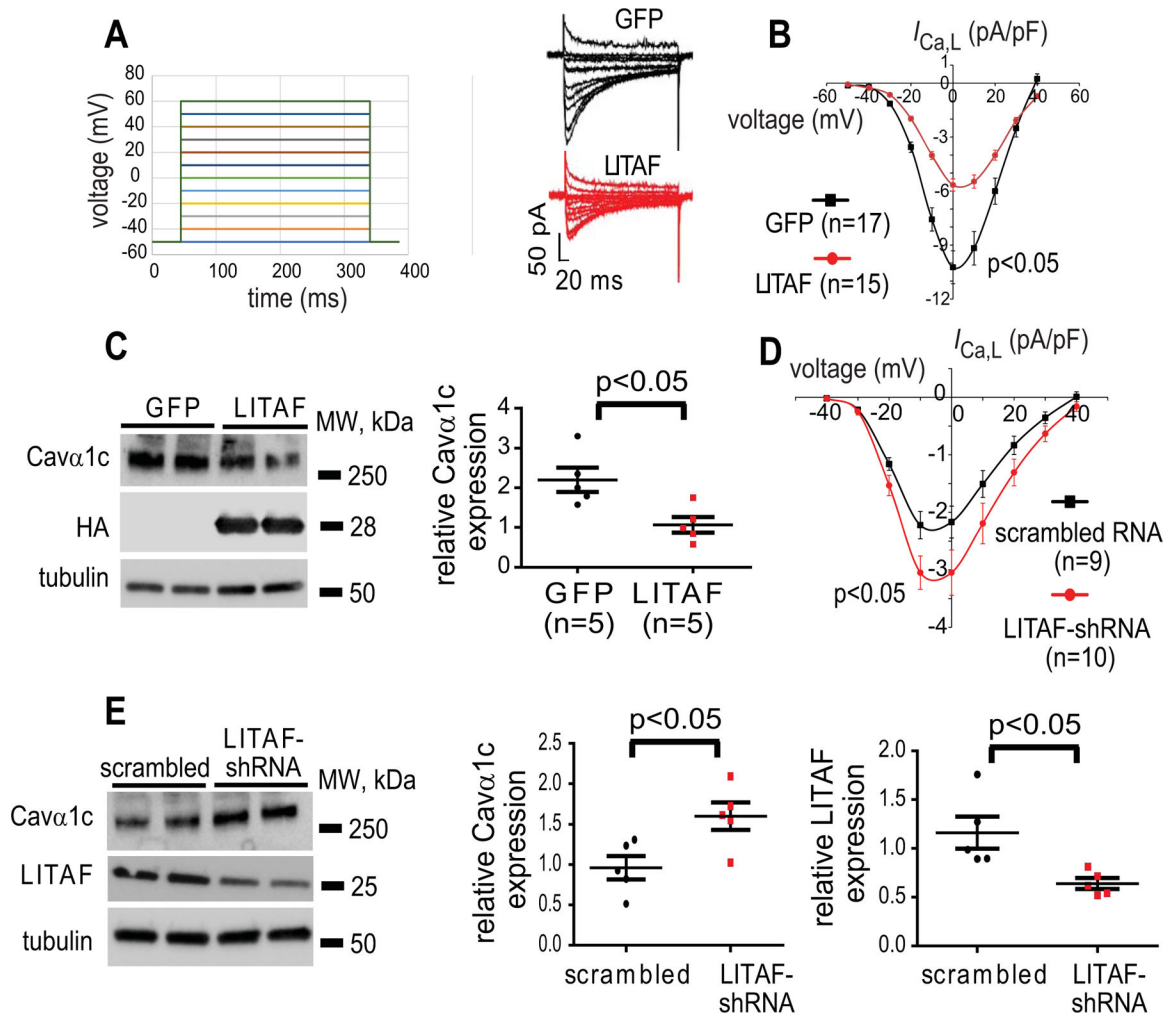 A
voltage (mV)
80
60
40
20
0
-20
-40
-60
0
100
200
300
400
time (ms)
GFP
LITAF
50 pA
20 ms
B
I Ca,L (pA/pF)
1
0
-3
-6
-9
-12
-60
-40
-20
0
20
40
60
voltage (mV)
GFP (n=17)
LITAF (n=15)
p<0.05
C
GFP
LITAF
MW, kDa
Cavα1c
250
HA
28
tubulin
50
relative Cavα1c
expression
4
3
2
1
0
p<0.05
GFP
(n=5)
LITAF
(n=5)
D
I Ca,L (pA/pF)
voltage (mV)
0
-1
-2
-3
-4
-40
-20
0
20
40
60
p<0.05
scrambled RNA
(n=9)
LITAF-shRNA
(n=10)
E
scrambled
LITAF-
shRNA
MW, kDa
Cavα1c
250
LITAF
25
tubulin
50
relative Cavα1c
expression
2.5
2.0
1.5
1.0
0.5
0.0
p<0.05
scrambled
LITAF-
shRNA
relative LITAF
expression
2.0
1.5
1.0
0.5
0.0
p<0.05
scrambled
LITAF-
shRNA